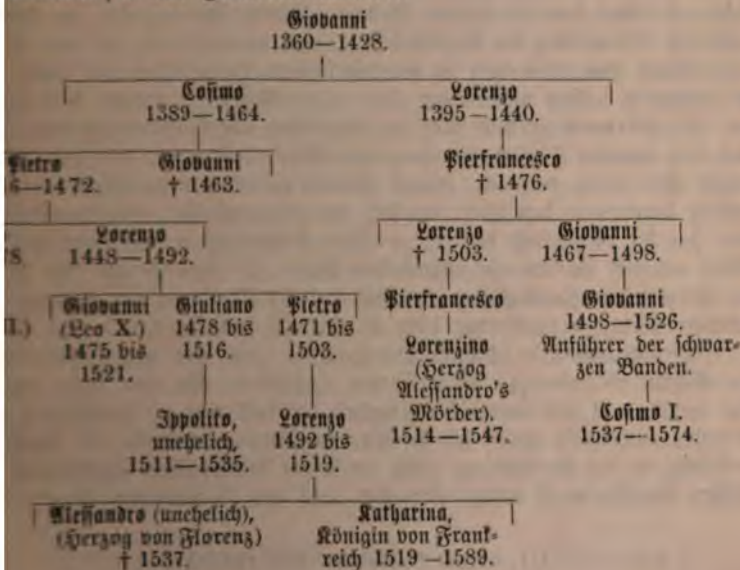 Giovanni
1360—1428.
Cosimo Lorenzo
1389—1464. 1395—1440.
Pietro Giovanni Pierfrancesco
6—1472. † 1463. † 1476.
Lorenzo Lorenzo Giovanni
8. 1448—1492. † 1503. 1467—1498.
Giovanni Giuliano Pietro Pierfrancesco Giovanni
I.) (Leo X.) 1478 bis 1471 bis 1498—1526.
1475 bis 1516. 1503. Lorenzino Anführer der schwar-
1521. (Herzog zen Banden.
Alessandro's
Ippolito, Lorenzo Mörder). Cosimo I.
unehelich, 1492 bis 1514—1547. 1537—1574.
1511—1535. 1519.
Alessandro (unehelich), Katharina,
(Herzog von Florenz) Königin von Frank-
† 1537. reich 1519—1589.